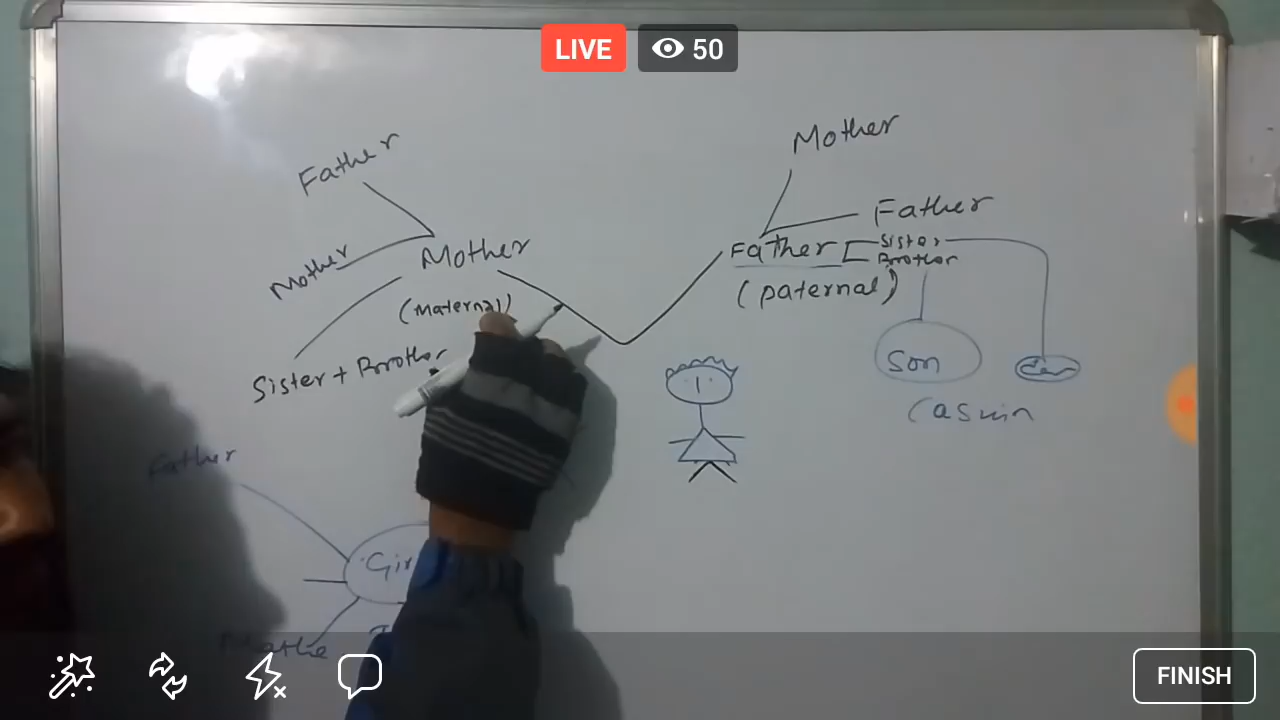 LIVE 50
Mother
Father
Father
Father
Sister
Brother
Mother
Mother
(Maternal)
(paternal)
Sister + Brother
Son
Casuin
Father
FINISH